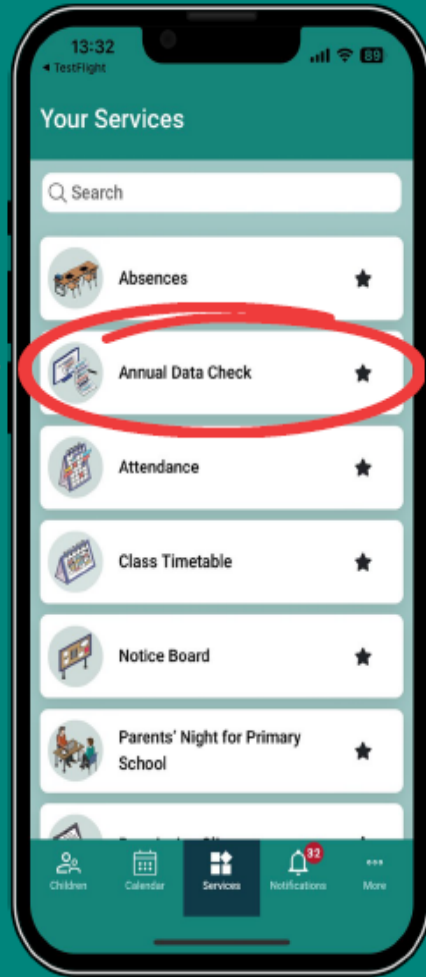 13:32
◄ TestFlight
89
Your Services
Search
Absences
Annual Data Check
Attendance
Class Timetable
Notice Board
Parents' Night for Primary
School
32
Children
Calendar
Services
Notifications
More